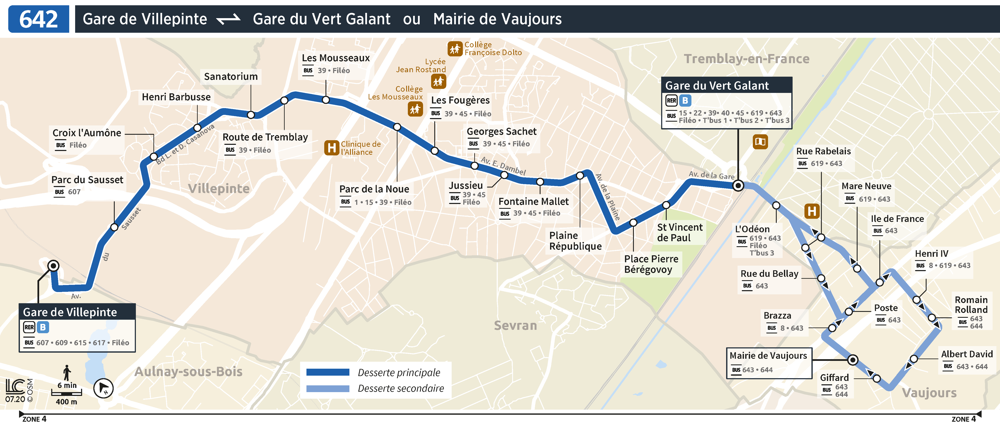 642
Gare de Villepinte ⇌ Gare du Vert Galant ou Mairie de Vaujours
Collège
Françoise Dolto
Lycée
Jean Rostand
Collège
Les Mousseaux
Tremblay-en-France
Les Mousseaux
BUS 39 • Filéo
Sanatorium
Henri Barbusse
Croix l'Aumône
BUS Filéo
Bd L. et D. Casanova
Route de Tremblay
BUS 39 • Filéo
H Clinique de
l'Alliance
Les Fougères
BUS 39 • 45 • Filéo
Georges Sachet
BUS 39 • 45 • Filéo
Av. E. Dambel
Gare du Vert Galant
RER B
BUS 15 • 22 • 39• 40 • 45 • 619 • 643
Filéo • T'bus 1 • T'bus 2 • T'bus 3
Parc du Sausset
BUS 607
Villepinte
Parc de la Noue
BUS 1 • 15 • 39 • Filéo
Jussieu
BUS 39 • 45
Filéo
Fontaine Mallet
BUS 39 • 45 • Filéo
Av. de la Plaine
Av. de la Gare
Plaine
République
Place Pierre
Bérégovoy
St Vincent
de Paul
Av. du Sausset
Gare de Villepinte
RER B
BUS 607 • 609 • 615 • 617 • Filéo
Rue Rabelais
BUS 619 • 643
Mare Neuve
BUS 619 • 643
H
Ile de France
BUS 643
L'Odéon
BUS 619 • 643
Filéo
T'bus 3
Henri IV
BUS 8 • 619 • 643
Rue du Bellay
BUS 643
Romain
Rolland
BUS 643
644
Poste
BUS 643
Brazza
BUS 8 • 643
Mairie de Vaujours
BUS 643 • 644
Albert David
BUS 643 • 644
Giffard
BUS 643
644
Vaujours
Sevran
Aulnay-sous-Bois
Desserte principale
Desserte secondaire
LC
07.20
© OSM
6 min
400 m
N
ZONE 4
ZONE 4